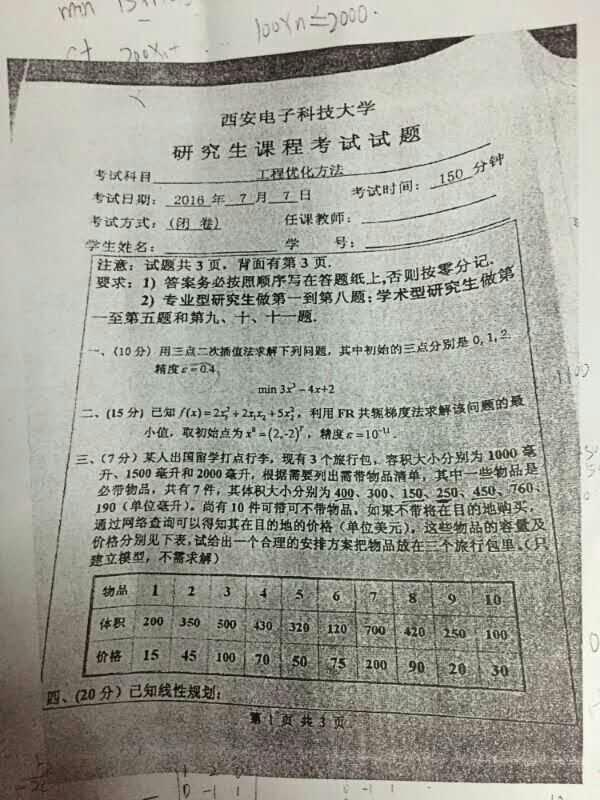 min
100xn≤2000.
200x1+
西安电子科技大学
研究生课程考试试题
考试科目 工程优化方法
考试日期: 2016 年 7 月 7 日 考试时间: 150 分钟
考试方式: (闭 卷) 任课教师:
学生姓名: 学 号:
注意: 试题共 3 页, 背面有第 3 页.
要求: 1) 答案务必按照顺序写在答题纸上,否则按零分记.
2) 专业型研究生做第一到第八题; 学术型研究生做第
一至第五题和第九、十、十一题.
一、(10分) 用三点二次插值法求解下列问题, 其中初始的三点分别是 0, 1, 2.
精度 ε=0.4.
min 3x³−4x+2
二、(15 分) 已知 f(x)=2x₁²+2x₁x₂+5x₂², 利用 FR 共轭梯度法求解该问题的最
小值, 取初始点为 x⁰=(2,-2)ᵀ, 精度 ε=10⁻¹¹.
三、(7 分) 某人出国留学打点行李, 现有 3 个旅行包, 容积大小分别为 1000 毫
升、1500 毫升和 2000 毫升, 根据需要列出需带物品清单, 其中一些物品是
必带物品, 共有 7 件, 其体积大小分别为 400、300、150、250、450、760、
190 (单位毫升). 尚有 10 件可带可不带物品, 如果不带将在目的地购买,
通过网络查询可以得知其在目的地的价格 (单位美元), 这些物品的容量及
价格分别见下表,试给出一个合理的安排方案把物品放在三个旅行包里。(只
建立模型, 不需求解)
物品 1 2 3 4 5 6 7 8 9 10
体积 200 350 500 430 320 120 700 420 250 100
价格 15 45 100 70 50 75 200 90 20 30
四、(20 分) 已知线性规划:
第 1 页 共 3 页